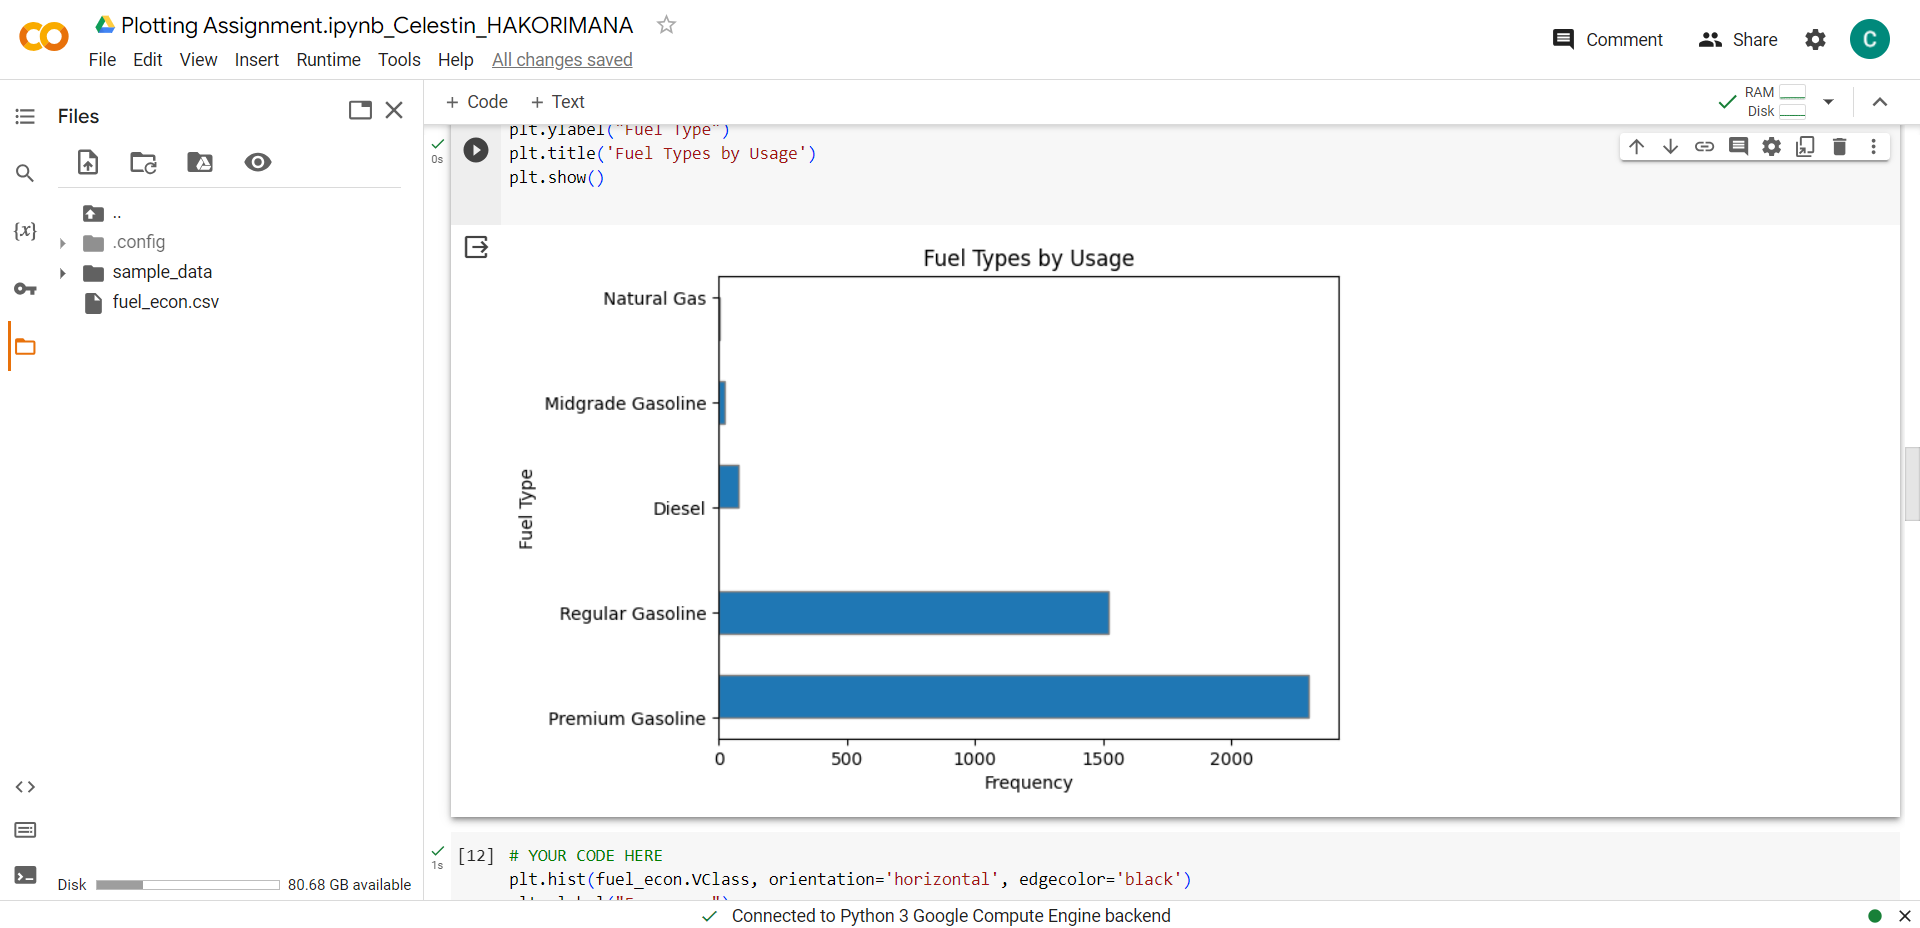 Plotting Assignment.ipynb_Celestin_HAKORIMANA
File Edit View Insert Runtime Tools Help All changes saved
Comment Share C
Files
+ Code + Text
RAM
Disk
..
.config
sample_data
fuel_econ.csv
{x}
0s
plt.ylabel("Fuel Type")
plt.title('Fuel Types by Usage')
plt.show()
Fuel Types by Usage
Natural Gas
Midgrade Gasoline
Diesel
Regular Gasoline
Premium Gasoline
Fuel Type
0 500 1000 1500 2000
Frequency
1s
[12] # YOUR CODE HERE
plt.hist(fuel_econ.VClass, orientation='horizontal', edgecolor='black')
Disk 80.68 GB available
Connected to Python 3 Google Compute Engine backend